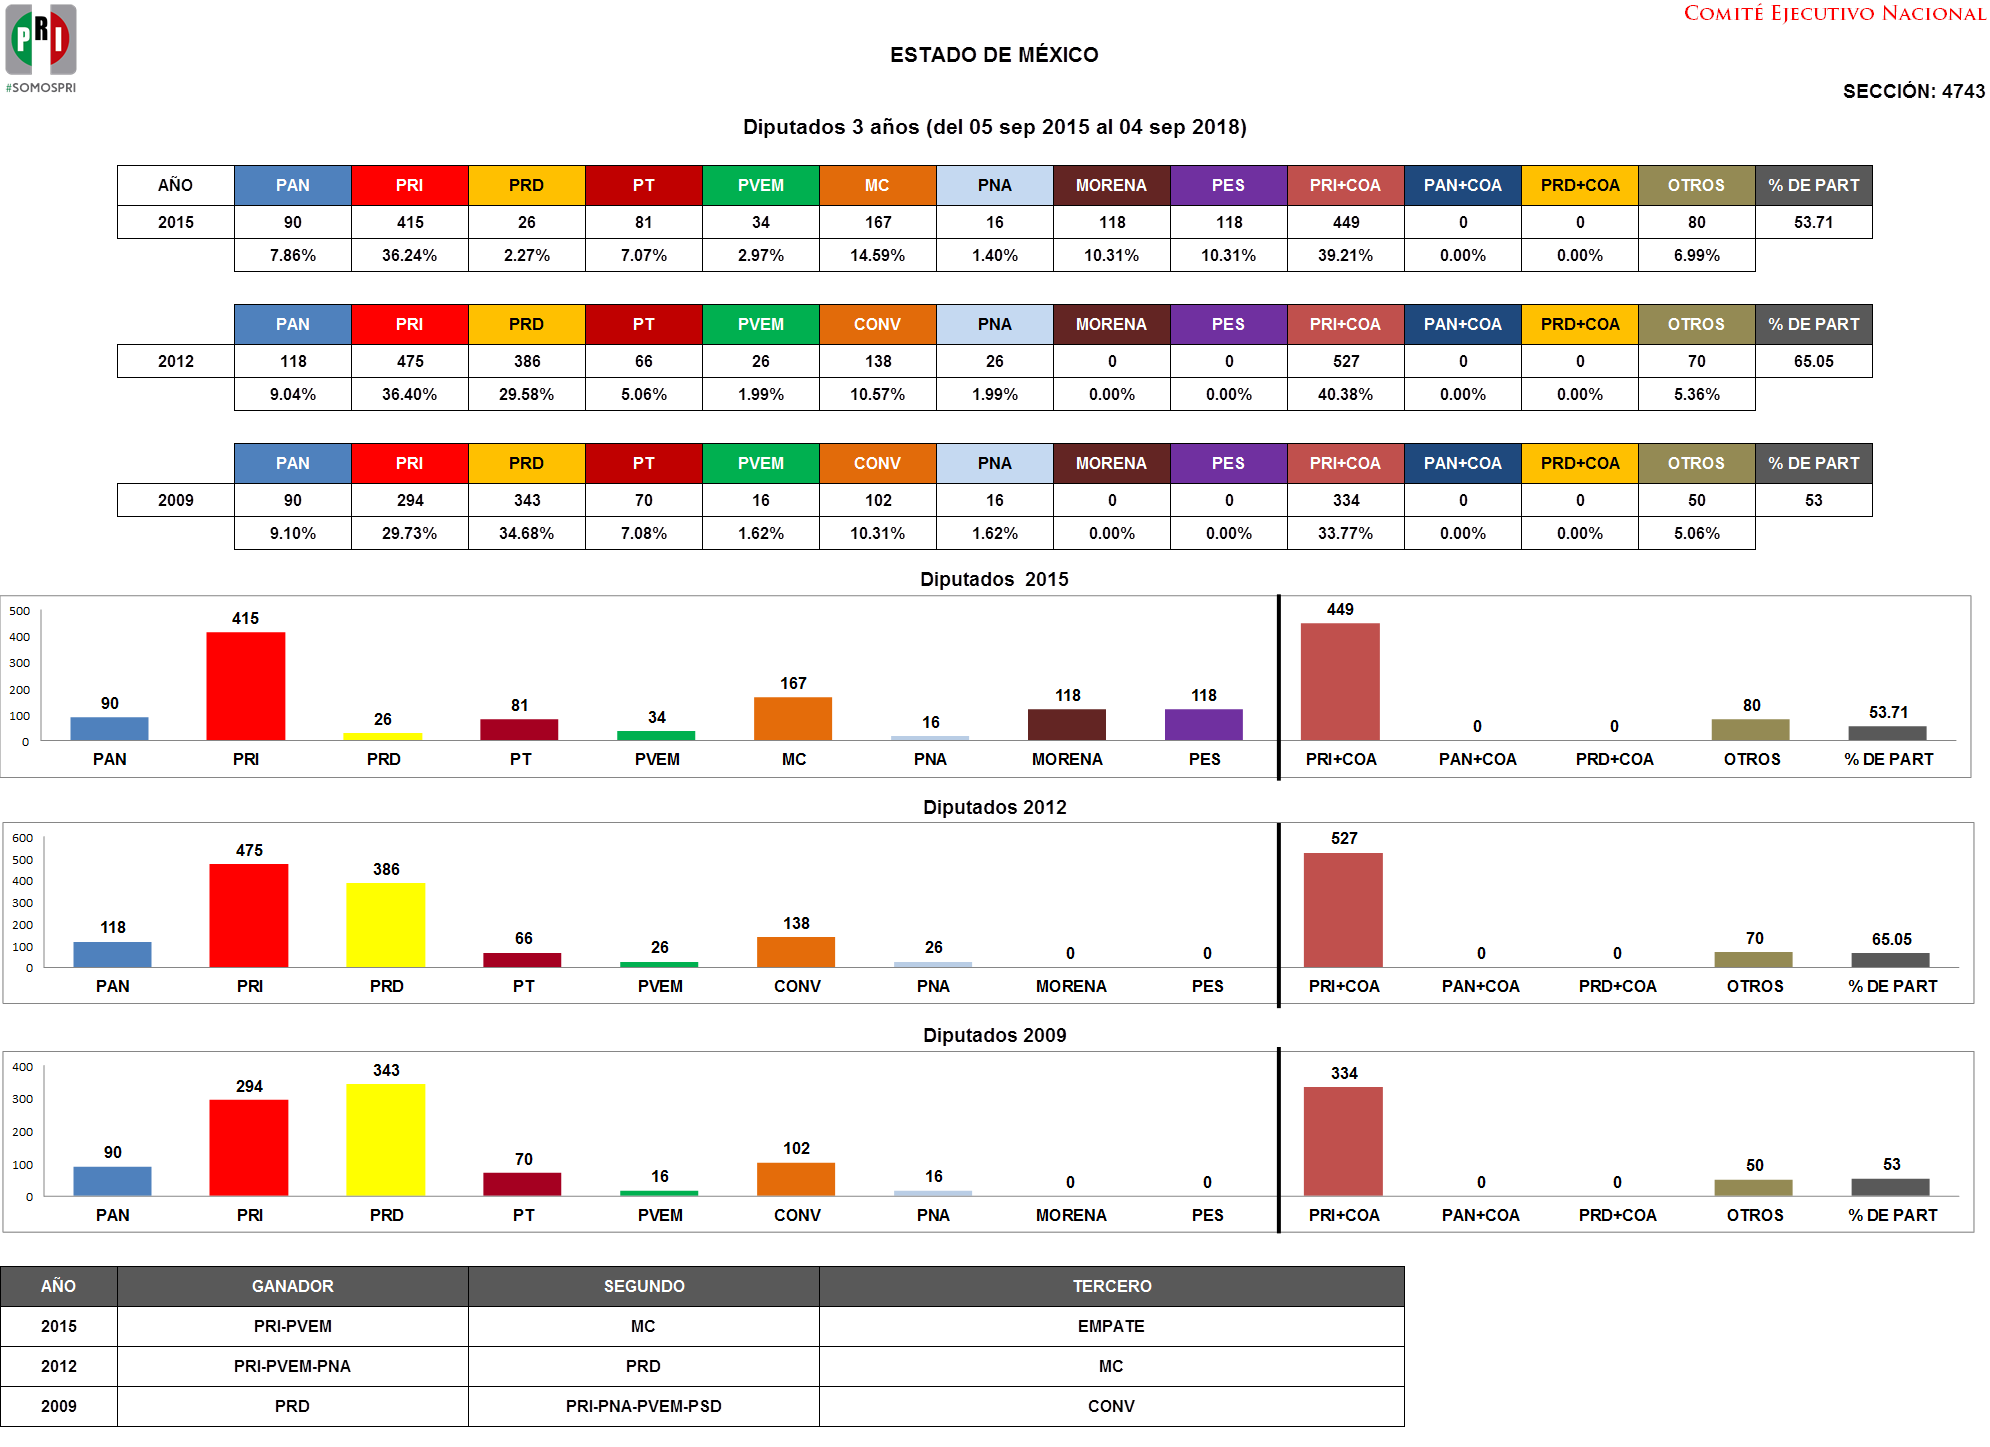 PRI
#SOMOSPRI
COMITÉ EJECUTIVO NACIONAL
ESTADO DE MÉXICO
SECCIÓN: 4743
Diputados 3 años (del 05 sep 2015 al 04 sep 2018)
AÑO PAN PRI PRD PT PVEM MC PNA MORENA PES PRI+COA PAN+COA PRD+COA OTROS % DE PART
2015 90 415 26 81 34 167 16 118 118 449 0 0 80 53.71
7.86% 36.24% 2.27% 7.07% 2.97% 14.59% 1.40% 10.31% 10.31% 39.21% 0.00% 0.00% 6.99%
PAN PRI PRD PT PVEM CONV PNA MORENA PES PRI+COA PAN+COA PRD+COA OTROS % DE PART
2012 118 475 386 66 26 138 26 0 0 527 0 0 70 65.05
9.04% 36.40% 29.58% 5.06% 1.99% 10.57% 1.99% 0.00% 0.00% 40.38% 0.00% 0.00% 5.36%
PAN PRI PRD PT PVEM CONV PNA MORENA PES PRI+COA PAN+COA PRD+COA OTROS % DE PART
2009 90 294 343 70 16 102 16 0 0 334 0 0 50 53
9.10% 29.73% 34.68% 7.08% 1.62% 10.31% 1.62% 0.00% 0.00% 33.77% 0.00% 0.00% 5.06%
Diputados 2015
500
400
300
200
100
0
90 415 26 81 34 167 16 118 118 449 0 0 80 53.71
PAN PRI PRD PT PVEM MC PNA MORENA PES PRI+COA PAN+COA PRD+COA OTROS % DE PART
Diputados 2012
600
500
400
300
200
100
0
118 475 386 66 26 138 26 0 0 527 0 0 70 65.05
PAN PRI PRD PT PVEM CONV PNA MORENA PES PRI+COA PAN+COA PRD+COA OTROS % DE PART
Diputados 2009
400
300
200
100
0
90 294 343 70 16 102 16 0 0 334 0 0 50 53
PAN PRI PRD PT PVEM CONV PNA MORENA PES PRI+COA PAN+COA PRD+COA OTROS % DE PART
AÑO GANADOR SEGUNDO TERCERO
2015 PRI-PVEM MC EMPATE
2012 PRI-PVEM-PNA PRD MC
2009 PRD PRI-PNA-PVEM-PSD CONV